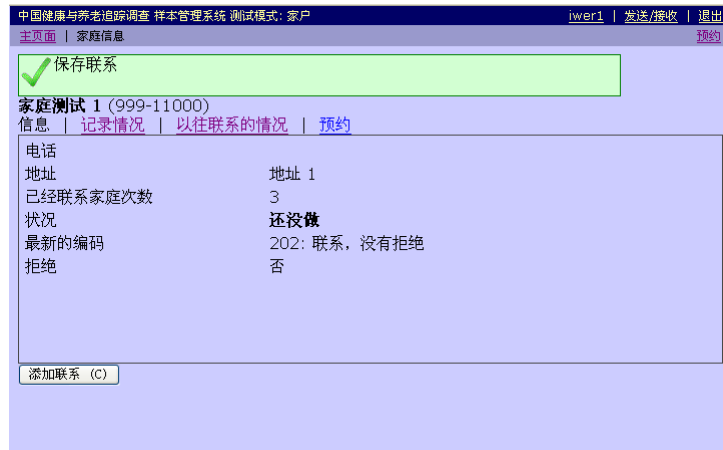 中国健康与养老追踪调查 样本管理系统 测试模式: 家户 iwer1 | 发送/接收 | 退出
主页面 | 家庭信息 预约
保存联系
家庭测试 1 (999-11000)
信息 | 记录情况 | 以往联系的情况 | 预约
电话
地址 地址 1
已经联系家庭次数 3
状况 还没做
最新的编码 202: 联系，没有拒绝
拒绝 否
添加联系 (C)